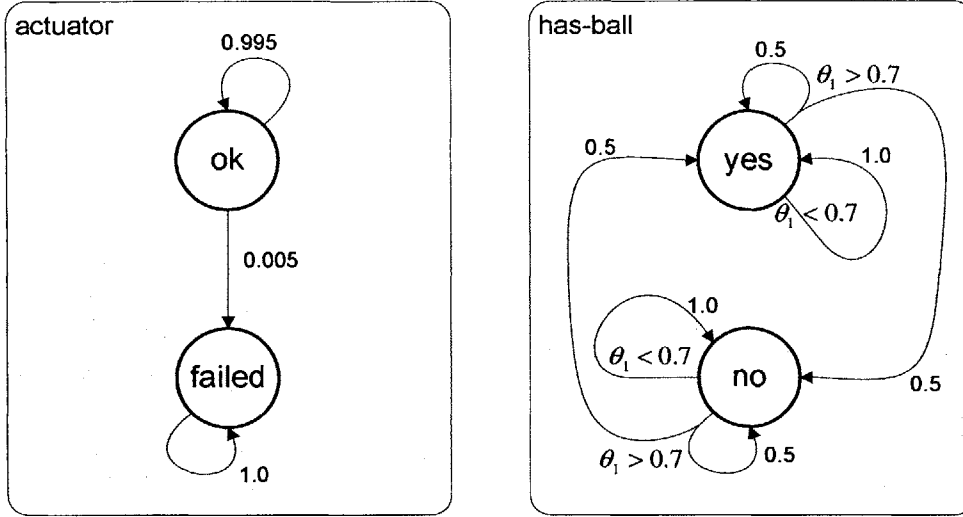 actuator
0.995
ok
0.005
failed
1.0
has-ball
0.5
θ₁ > 0.7
0.5
yes
1.0
θ₁ < 0.7
1.0
θ₁ < 0.7
no
0.5
θ₁ > 0.7
0.5